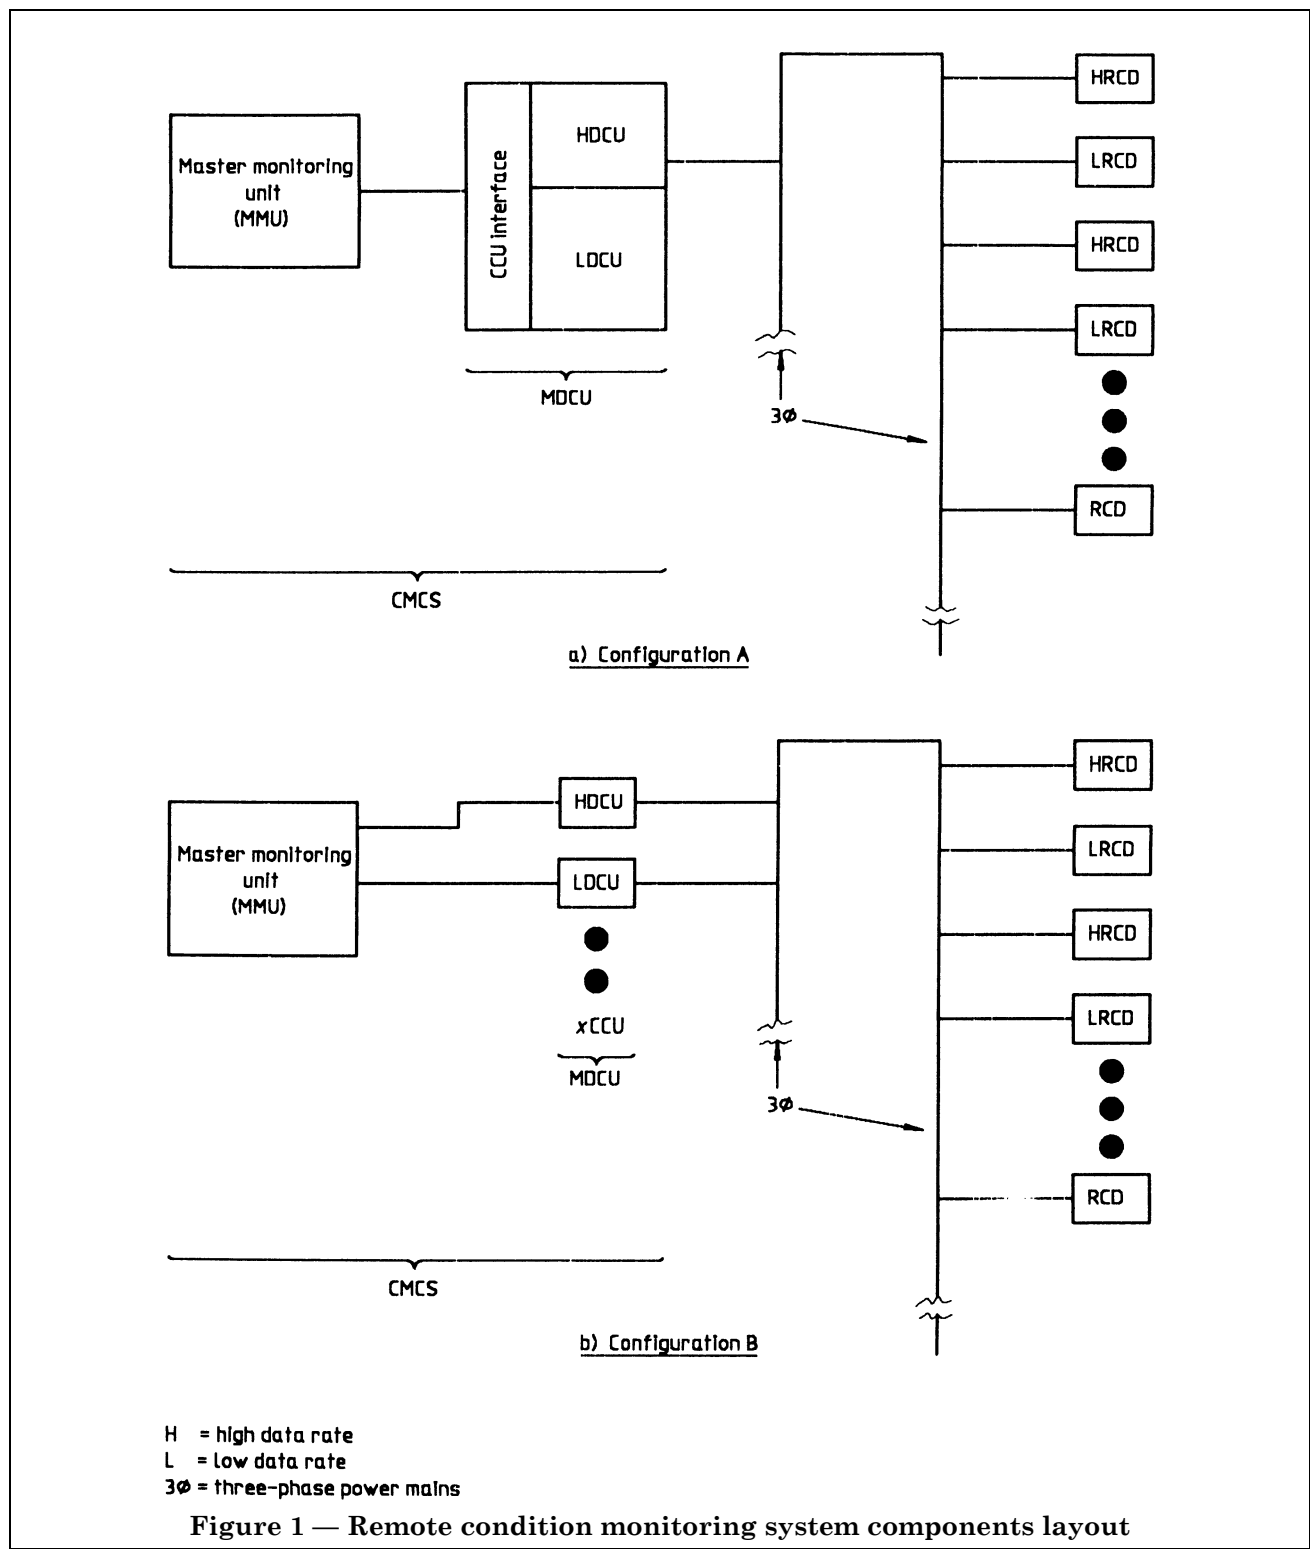 HRCD
Master monitoring
unit
(MMU)
CCU interface
HDCU
LDCU
LRCD
HRCD
LRCD
MDCU
3ø
RCD
CMCS
a) Configuration A
HRCD
Master monitoring
unit
(MMU)
HDCU
LDCU
LRCD
HRCD
LRCD
xCCU
MDCU
3ø
RCD
CMCS
b) Configuration B
H = high data rate
L = low data rate
3ø = three-phase power mains
Figure 1 — Remote condition monitoring system components layout